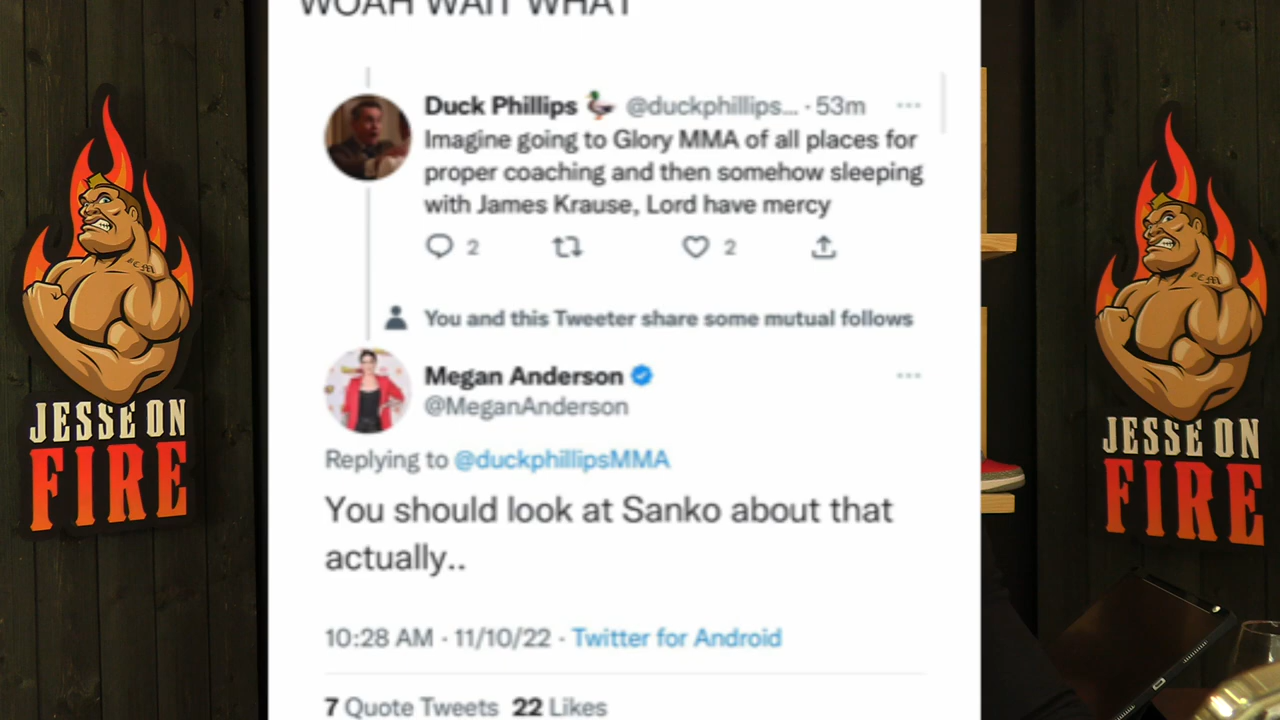 WOAH WAIT WHAT
Duck Phillips 🦆 @duckphillips... · 53m
Imagine going to Glory MMA of all places for
proper coaching and then somehow sleeping
with James Krause, Lord have mercy
2
2
You and this Tweeter share some mutual follows
Megan Anderson
@MeganAnderson
Replying to @duckphillipsMMA
You should look at Sanko about that
actually..
10:28 AM · 11/10/22 · Twitter for Android
7 Quote Tweets 22 Likes
JESSE ON
FIRE
JESSE ON
FIRE